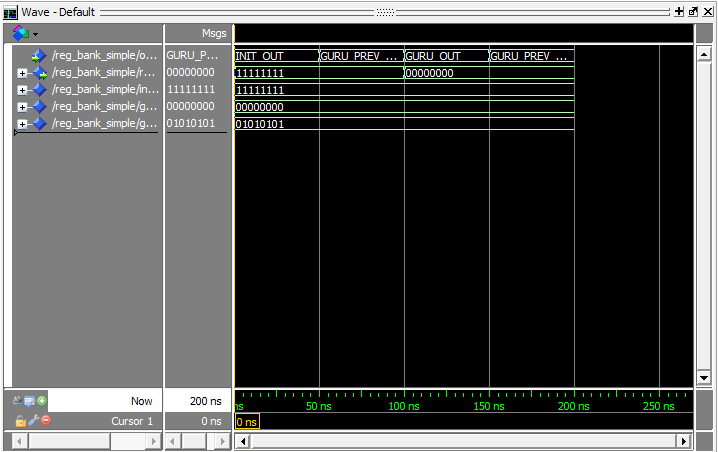 Wave - Default
Msgs
/reg_bank_simple/o... GURU_P... INIT_OUT GURU_PREV ... GURU_OUT GURU_PREV ...
/reg_bank_simple/r... 00000000 11111111 00000000
/reg_bank_simple/in... 11111111 11111111
/reg_bank_simple/g... 00000000 00000000
/reg_bank_simple/g... 01010101 01010101
Now 200 ns ns 50 ns 100 ns 150 ns 200 ns 250 ns
Cursor 1 0 ns 0 ns